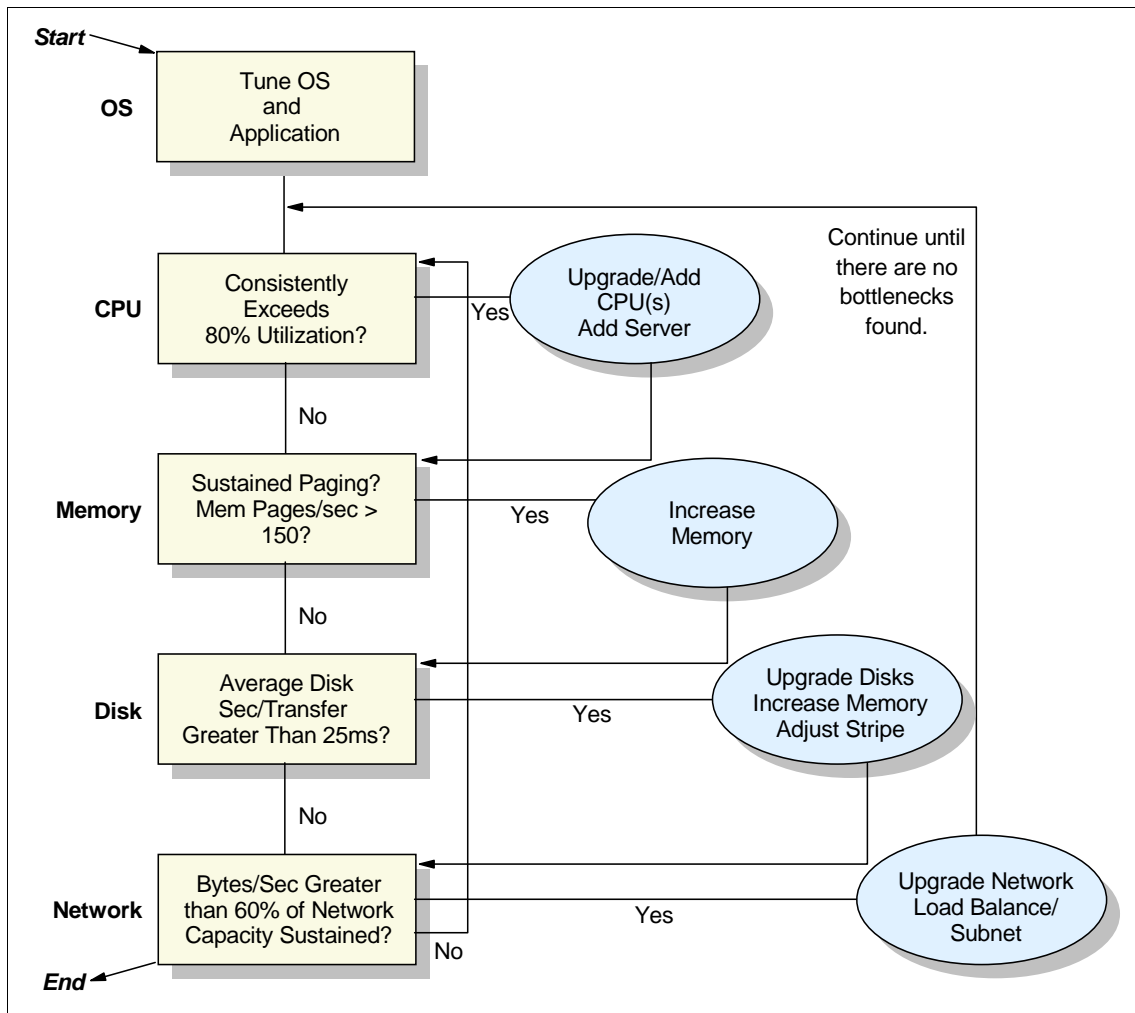 Start
OS
Tune OS
and
Application
Continue until
there are no
bottlenecks
found.
CPU
Consistently
Exceeds
80% Utilization?
Yes
Upgrade/Add
CPU(s)
Add Server
No
Memory
Sustained Paging?
Mem Pages/sec >
150?
Yes
Increase
Memory
No
Disk
Average Disk
Sec/Transfer
Greater Than 25ms?
Yes
Upgrade Disks
Increase Memory
Adjust Stripe
No
Network
Bytes/Sec Greater
than 60% of Network
Capacity Sustained?
Yes
No
Upgrade Network
Load Balance/
Subnet
End